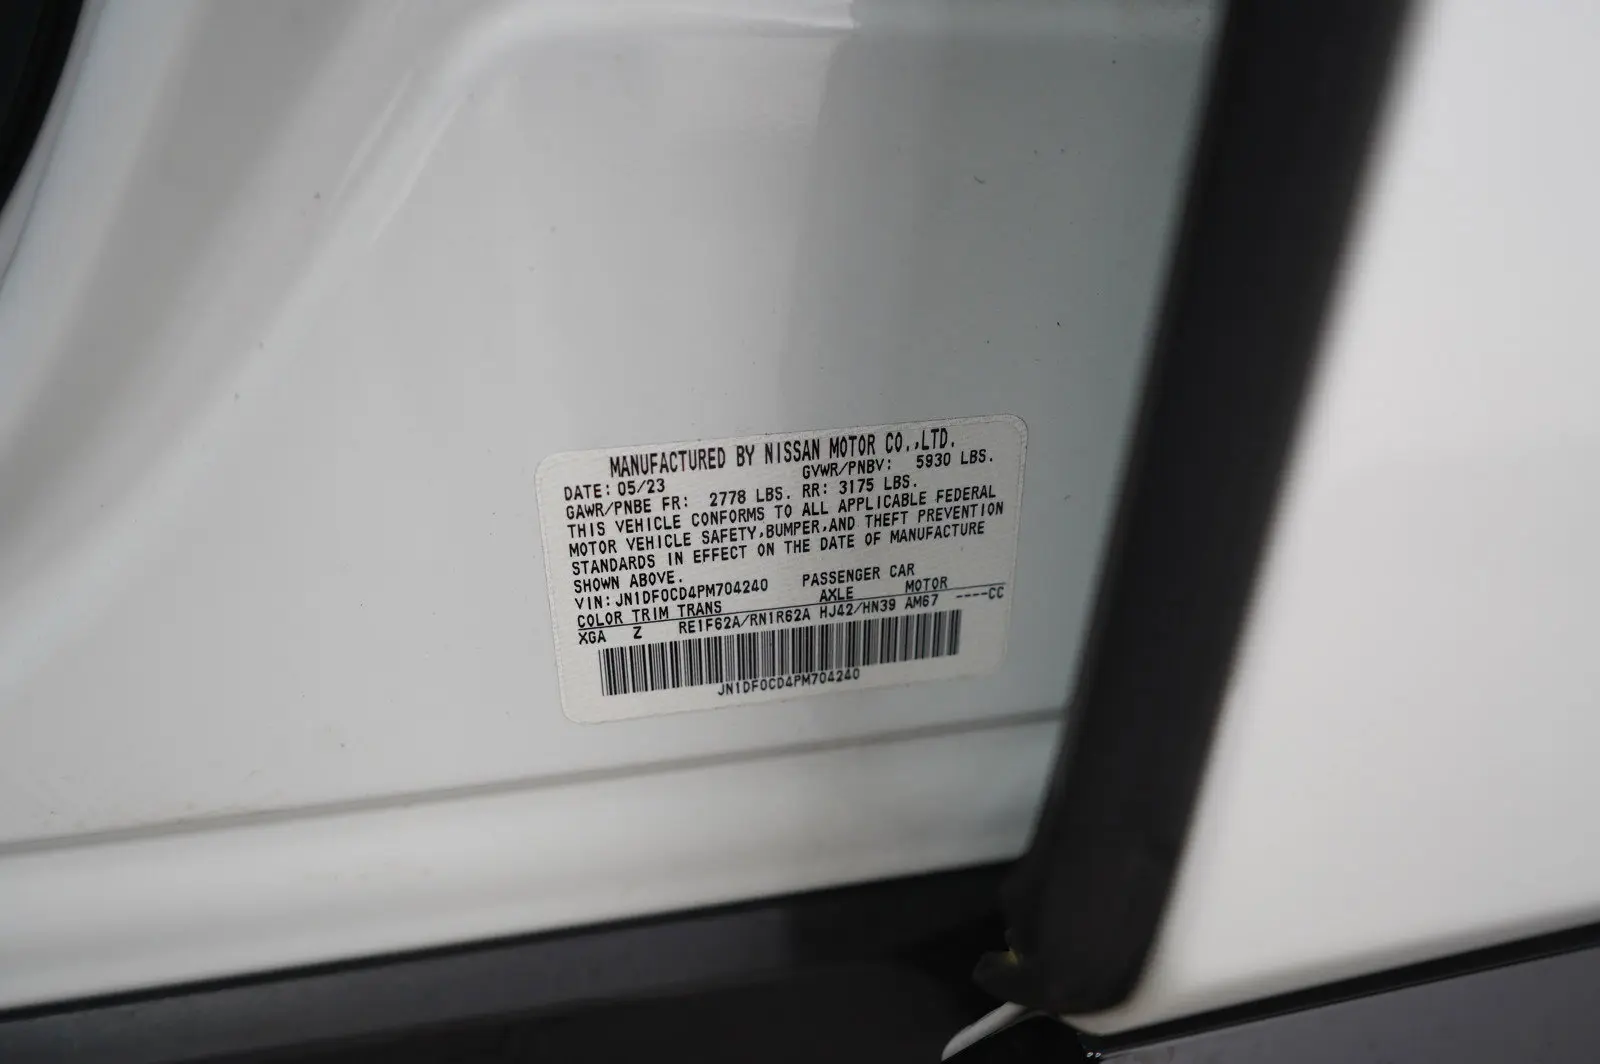 MANUFACTURED BY NISSAN MOTOR CO.,LTD.
DATE: 05/23 GVWR/PNBV: 5930 LBS.
GAWR/PNBE FR: 2778 LBS. RR: 3175 LBS.
THIS VEHICLE CONFORMS TO ALL APPLICABLE FEDERAL
MOTOR VEHICLE SAFETY,BUMPER,AND THEFT PREVENTION
STANDARDS IN EFFECT ON THE DATE OF MANUFACTURE
SHOWN ABOVE.
VIN: JN1DF0CD4PM704240 PASSENGER CAR
COLOR TRIM TRANS AXLE MOTOR
XGA Z RE1F62A/RN1R62A HJ42/HN39 AM67 ----CC
JN1DF0CD4PM704240